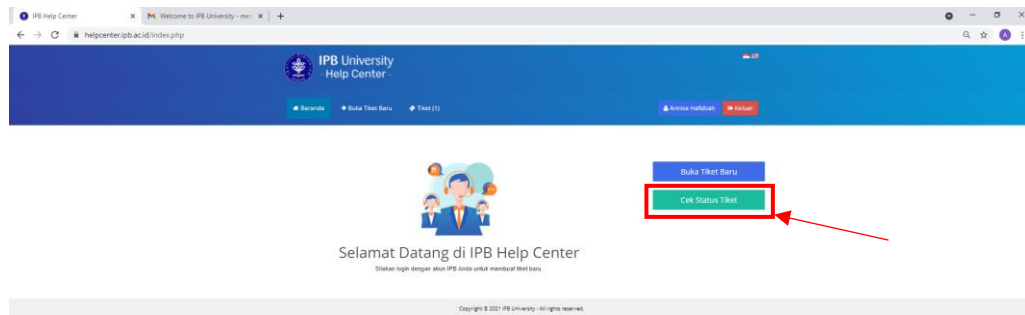 IPB Help Center
Welcome to IPB University - mer
helpcenter.ipb.ac.id/index.php
A
IPB University
- Help Center -
Beranda
Buka Tiket Baru
Tiket (1)
Annisa Hafidzah
Keluar
Buka Tiket Baru
Cek Status Tiket
Selamat Datang di IPB Help Center
Silakan login dengan akun IPB Anda untuk membuat tiket baru.
Copyright © 2021 IPB University - All rights reserved.